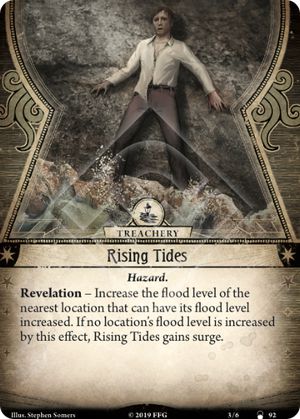 TREACHERY
Rising Tides
Hazard.
Revelation – Increase the flood level of the
nearest location that can have its flood level
increased. If no location's flood level is increased
by this effect, Rising Tides gains surge.
Illus. Stephen Somers © 2019 FFG 3/6 92